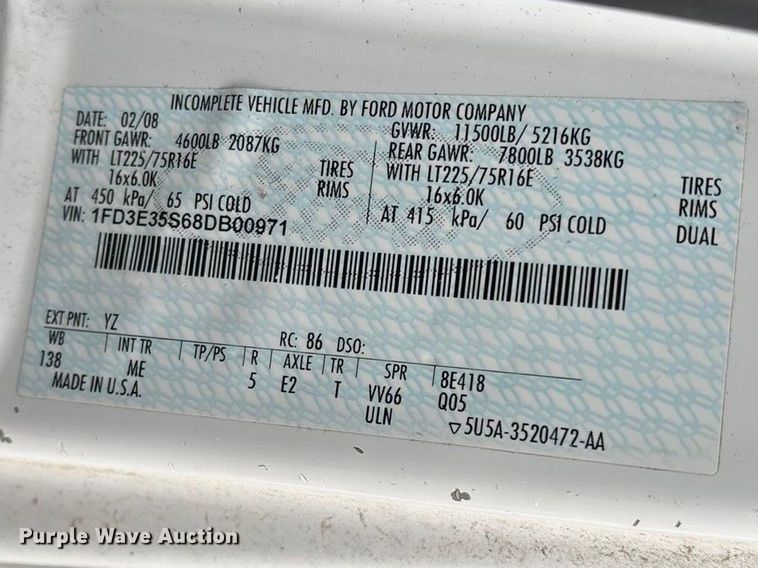 INCOMPLETE VEHICLE MFD. BY FORD MOTOR COMPANY
DATE: 02/08 GVWR: 11500LB/ 5216KG
FRONT GAWR: 4600LB 2087KG REAR GAWR: 7800LB 3538KG
WITH LT225/75R16E TIRES WITH LT225/75R16E TIRES
16x6.0K RIMS 16x6.0K RIMS
AT 450 kPa/ 65 PSI COLD AT 415 kPa/ 60 PSI COLD DUAL
VIN: 1FD3E35S68DB00971
EXT PNT: YZ RC: 86 DSO:
WB INT TR TP/PS R AXLE TR SPR 8E418
138 ME 5 E2 T VV66 Q05
MADE IN U.S.A. ULN ▽5U5A-3520472-AA
Purple Wave Auction